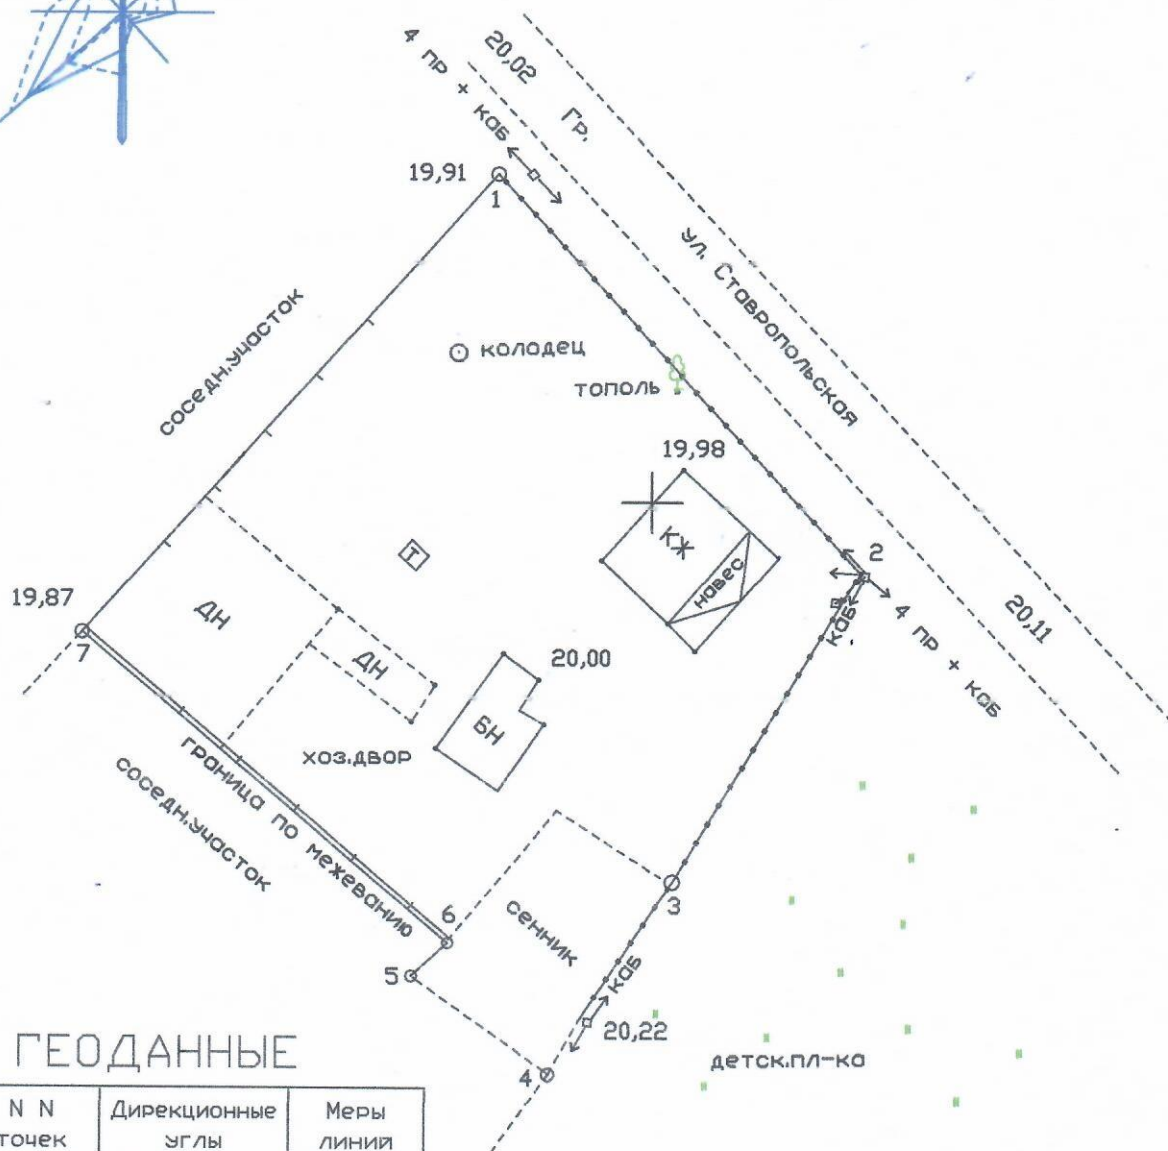 4 пр + каб
20,02
Гр.
19,91
1
ул. Ставропольская
соседн.участок
колодец
тополь
19,98
КЖ
навес
2
Т
19,87
7
ДН
ДН
20,00
БН
каб
4 пр + каб
20,11
хоз.двор
граница по межеванию
соседн.участок
6
5
сенник
3
каб
20,22
4
детск.пл-ка
ГЕОДАННЫЕ
N N точек
Дирекционные углы
Меры линий